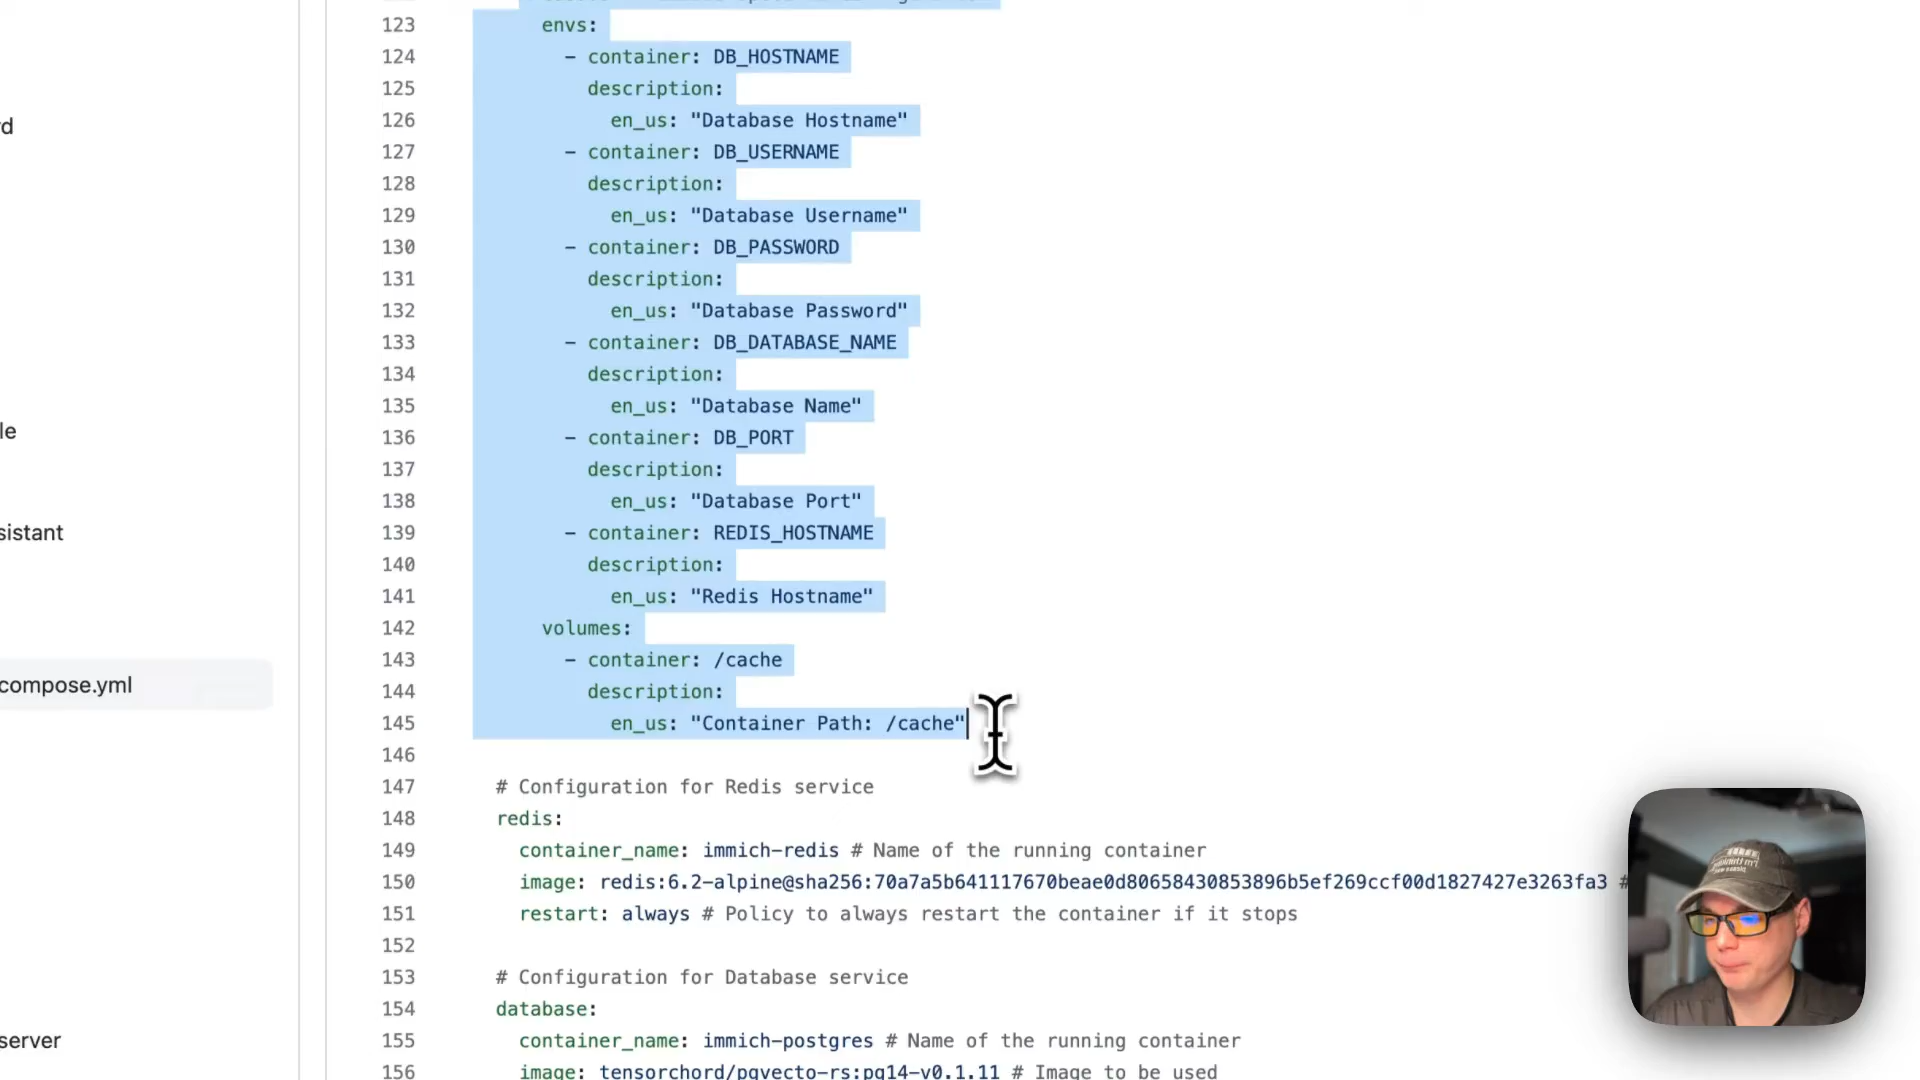 123 envs:
124 - container: DB_HOSTNAME
125 description:
126 en_us: "Database Hostname"
127 - container: DB_USERNAME
128 description:
129 en_us: "Database Username"
130 - container: DB_PASSWORD
131 description:
132 en_us: "Database Password"
133 - container: DB_DATABASE_NAME
134 description:
135 en_us: "Database Name"
136 - container: DB_PORT
137 description:
138 en_us: "Database Port"
139 - container: REDIS_HOSTNAME
140 description:
141 en_us: "Redis Hostname"
142 volumes:
143 - container: /cache
144 description:
145 en_us: "Container Path: /cache"
146
147 # Configuration for Redis service
148 redis:
149 container_name: immich-redis # Name of the running container
150 image: redis:6.2-alpine@sha256:70a7a5b641117670beae0d80658430853896b5ef269ccf00d1827427e3263fa3 #
151 restart: always # Policy to always restart the container if it stops
152
153 # Configuration for Database service
154 database:
155 container_name: immich-postgres # Name of the running container
156 image: tensorchord/pgvecto-rs:pg14-v0.1.11 # Image to be used
rd
le
sistant
compose.yml
server